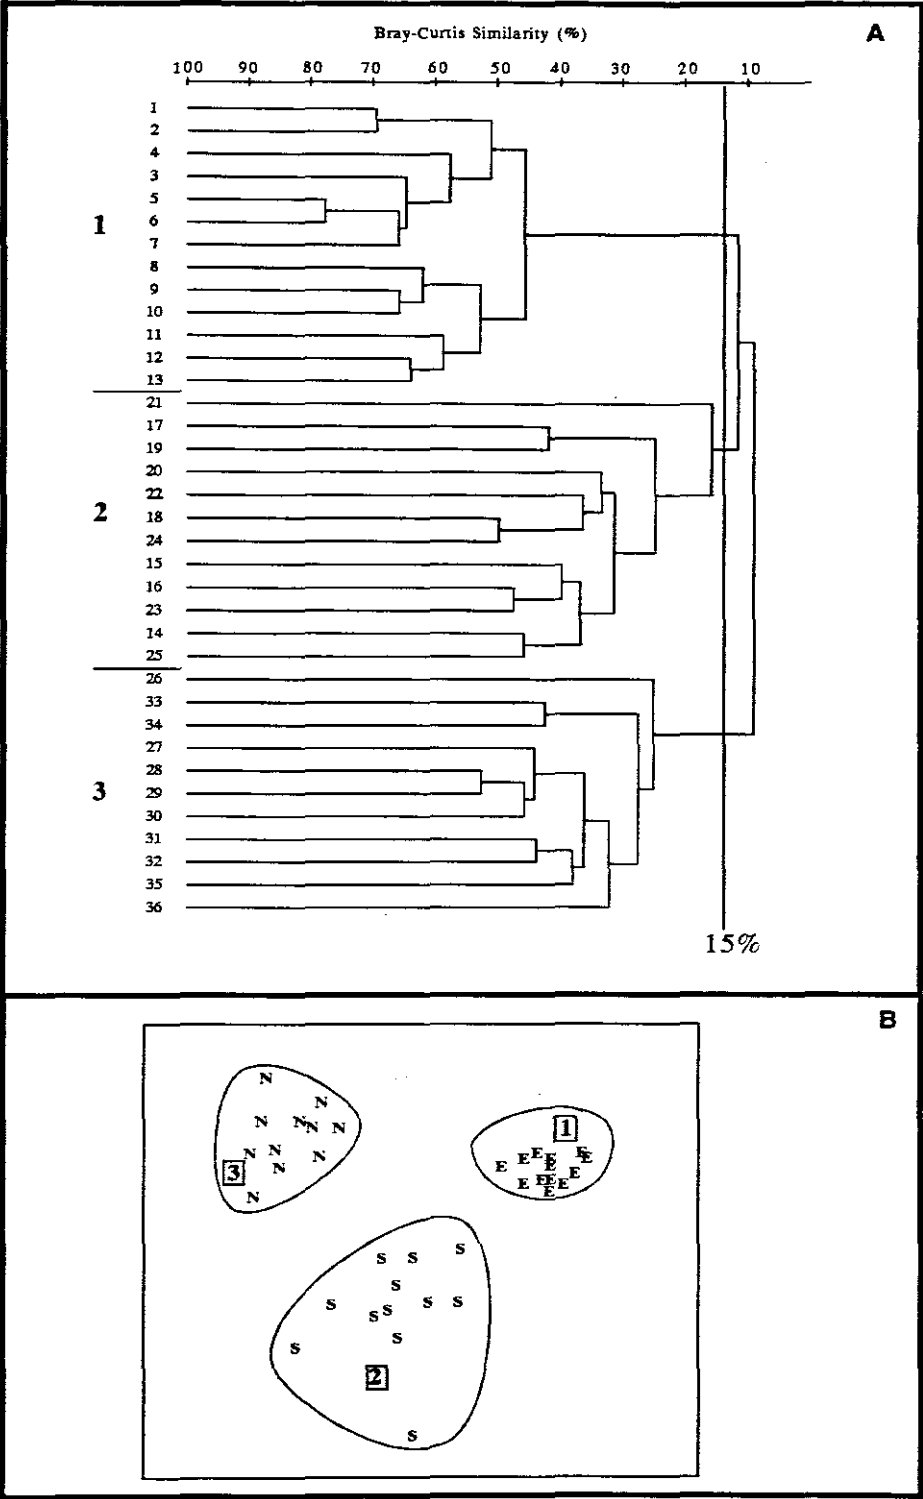 Bray-Curtis Similarity (%)
A
100 90 80 70 60 50 40 30 20 10
1
2
4
3
5
1
6
7
8
9
10
11
12
13
21
17
19
20
22
2
18
24
15
16
23
14
25
26
33
34
27
28
3
29
30
31
32
35
36
15%
B
N
N
1
N N N N
N N N E E E E E E
3 N E E E
N E E E E E
E
S S S
S
S S S S S
S
S
2
S